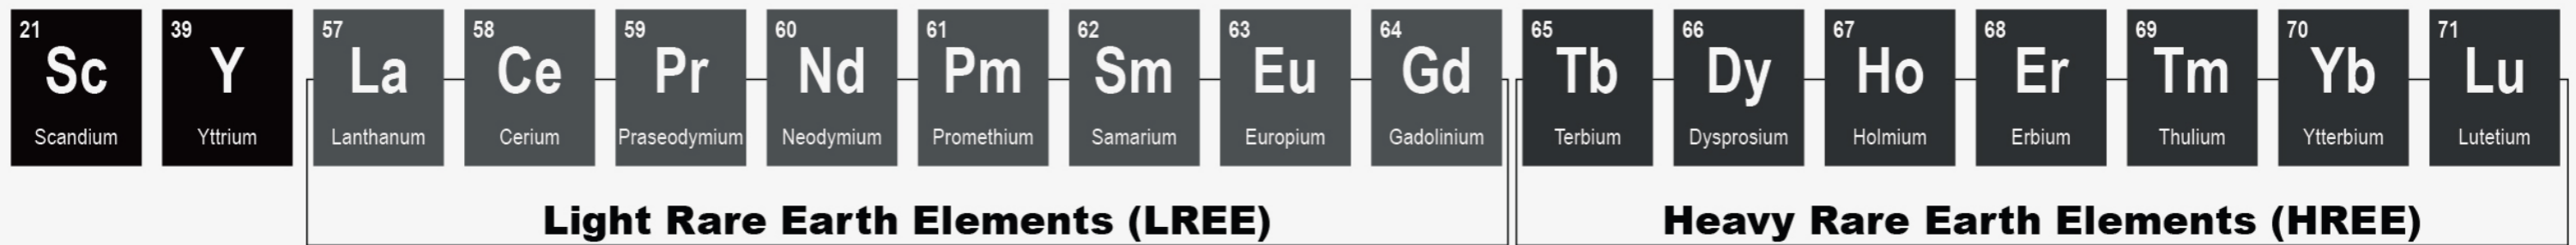 21 39 57 58 59 60 61 62 63 64 65 66 67 68 69 70 71
Sc Y La Ce Pr Nd Pm Sm Eu Gd Tb Dy Ho Er Tm Yb Lu
Scandium Yttrium Lanthanum Cerium Praseodymium Neodymium Promethium Samarium Europium Gadolinium Terbium Dysprosium Holmium Erbium Thulium Ytterbium Lutetium
Light Rare Earth Elements (LREE) Heavy Rare Earth Elements (HREE)